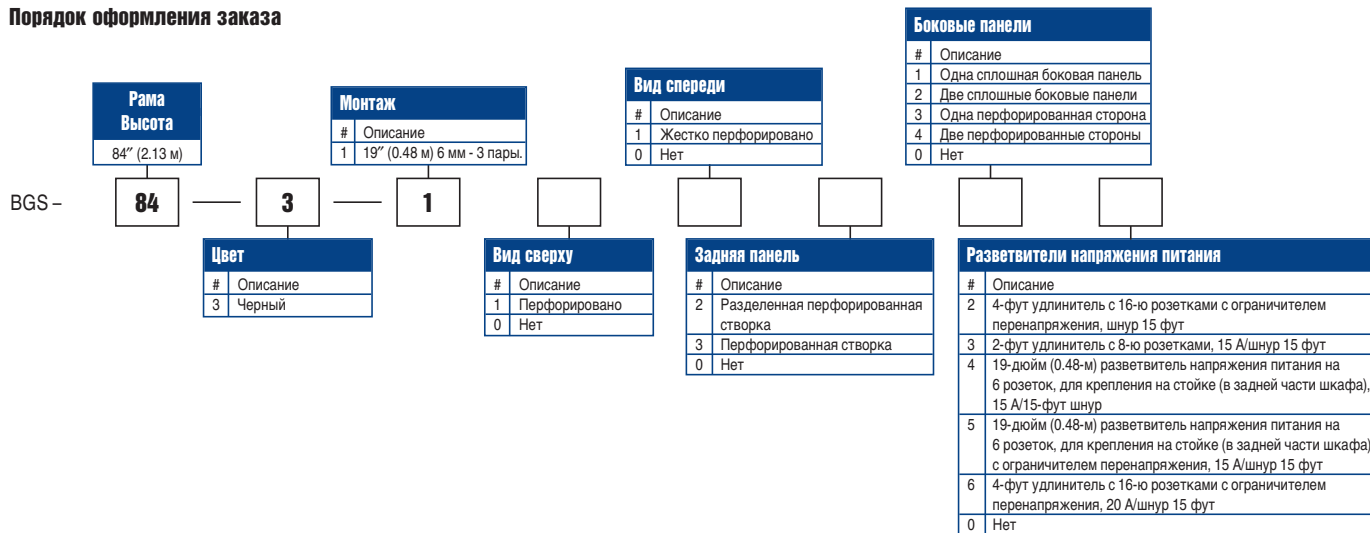 Порядок оформления заказа
Боковые панели
# Описание
1 Одна сплошная боковая панель
2 Две сплошные боковые панели
3 Одна перфорированная сторона
4 Две перфорированные стороны
0 Нет
Вид спереди
# Описание
1 Жестко перфорировано
0 Нет
Рама
Высота
84″ (2.13 м)
Монтаж
# Описание
1 19″ (0.48 м) 6 мм - 3 пары.
BGS – 84 — 3 — 1
Цвет
# Описание
3 Черный
Вид сверху
# Описание
1 Перфорировано
0 Нет
Задняя панель
# Описание
2 Разделенная перфорированная
створка
3 Перфорированная створка
0 Нет
Разветвители напряжения питания
# Описание
2 4-фут удлинитель с 16-ю розетками с ограничителем
перенапряжения, шнур 15 фут
3 2-фут удлинитель с 8-ю розетками, 15 А/шнур 15 фут
4 19-дюйм (0.48-м) разветвитель напряжения питания на
6 розеток, для крепления на стойке (в задней части шкафа),
15 А/15-фут шнур
5 19-дюйм (0.48-м) разветвитель напряжения питания на
6 розеток, для крепления на стойке (в задней части шкафа)
с ограничителем перенапряжения, 15 А/шнур 15 фут
6 4-фут удлинитель с 16-ю розетками с ограничителем
перенапряжения, 20 А/шнур 15 фут
0 Нет